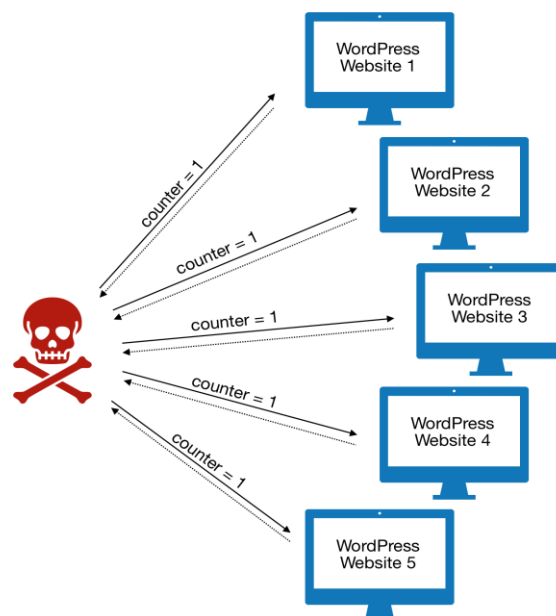 WordPress
Website 1
counter = 1
WordPress
Website 2
counter = 1
WordPress
Website 3
counter = 1
counter = 1
WordPress
Website 4
counter = 1
WordPress
Website 5